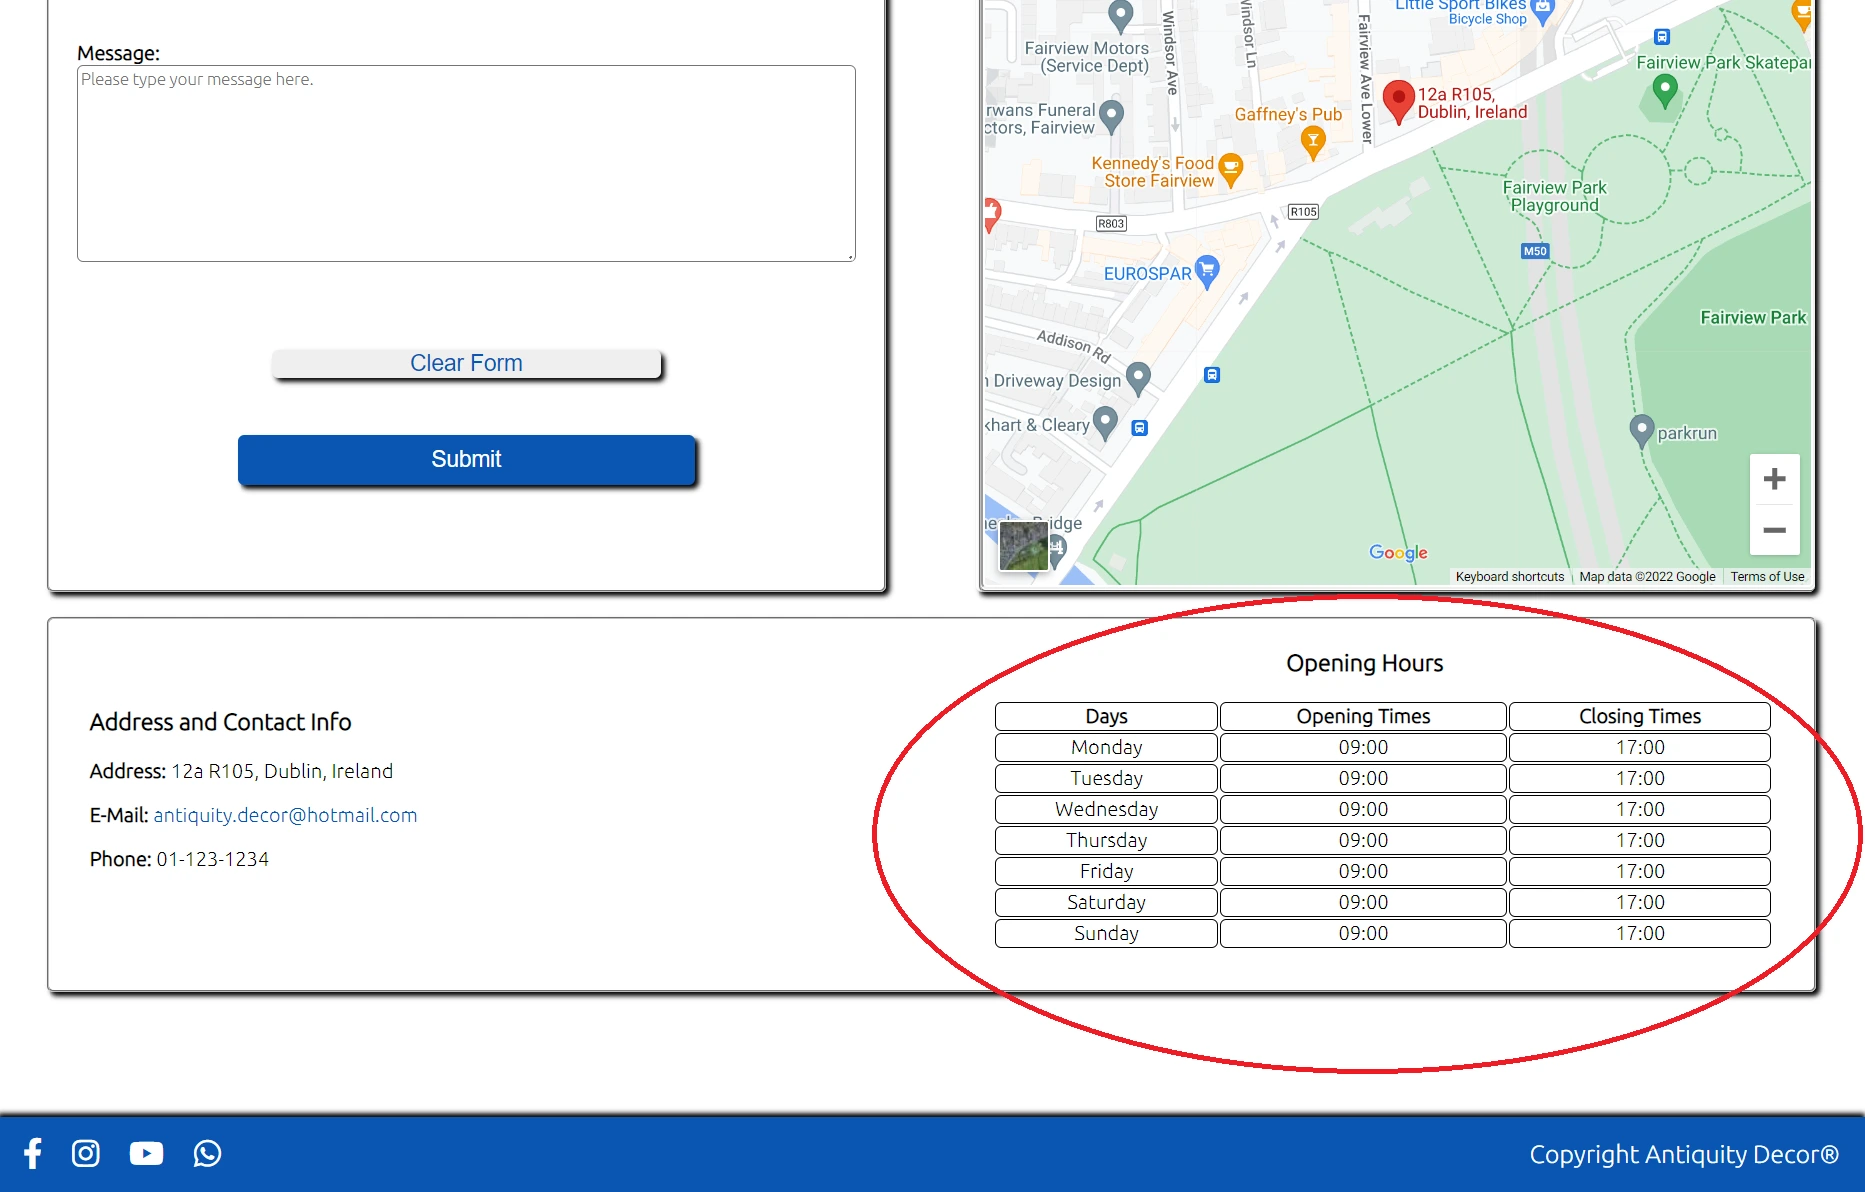 Message:
Please type your message here.
Clear Form
Submit
Little Sport Bikes
Bicycle Shop
Fairview Motors
(Service Dept)
Windsor Ave
Windsor Ln
Fairview Ave Lower
Fairview Park Skatepar
12a R105,
Dublin, Ireland
Gaffney's Pub
rwans Funeral
ctors, Fairview
Kennedy's Food
Store Fairview
Fairview Park
Playground
R105
R803
M50
EUROSPAR
Fairview Park
Addison Rd
n Driveway Design
khart & Cleary
parkrun
idge
Google
Keyboard shortcuts
Map data ©2022 Google
Terms of Use
Address and Contact Info
Address: 12a R105, Dublin, Ireland
E-Mail: antiquity.decor@hotmail.com
Phone: 01-123-1234
Opening Hours
Days Opening Times Closing Times
Monday 09:00 17:00
Tuesday 09:00 17:00
Wednesday 09:00 17:00
Thursday 09:00 17:00
Friday 09:00 17:00
Saturday 09:00 17:00
Sunday 09:00 17:00
Copyright Antiquity Decor®